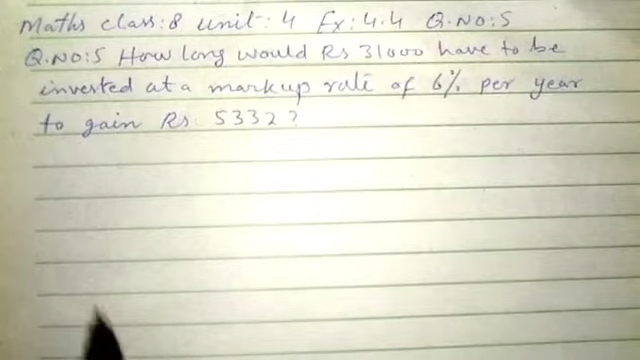 Maths class:8 unit:4 Ex:4.4 Q.NO:5
Q.NO:5 How long would Rs 31000 have to be
invested at a markup rate of 6% per year
to gain Rs. 5332?